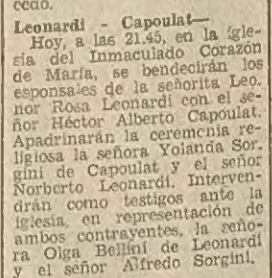 cedo.
Leonardi - Capoulat—
Hoy, a las 21.45, en la igle-
sia del Inmaculado Corazón
de María, se bendecirán los
esponsales de la señorita Leo-
nor Rosa Leonardi con el se-
ñor Héctor Alberto Capoulat.
Apadrinarán la ceremonia re-
ligiosa la señora Yolanda Sor-
gini de Capoulat y el señor
Norberto Leonardi. Interven-
drán como testigos ante la
iglesia, en representación de
ambos contrayentes, la seño-
ra Olga Bellini de Leonardi
y el señor Alfredo Sorgini.